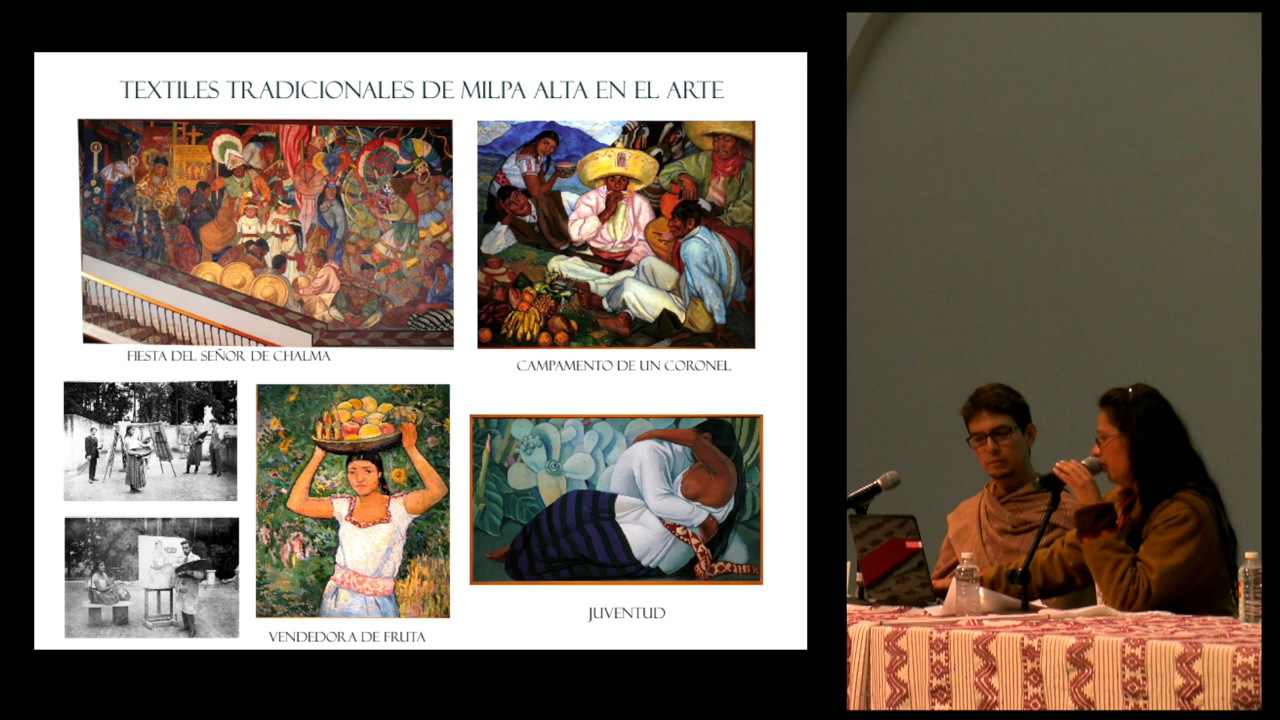 TEXTILES TRADICIONALES DE MILPA ALTA EN EL ARTE
FIESTA DEL SEÑOR DE CHALMA
CAMPAMENTO DE UN CORONEL
VENDEDORA DE FRUTA
JUVENTUD